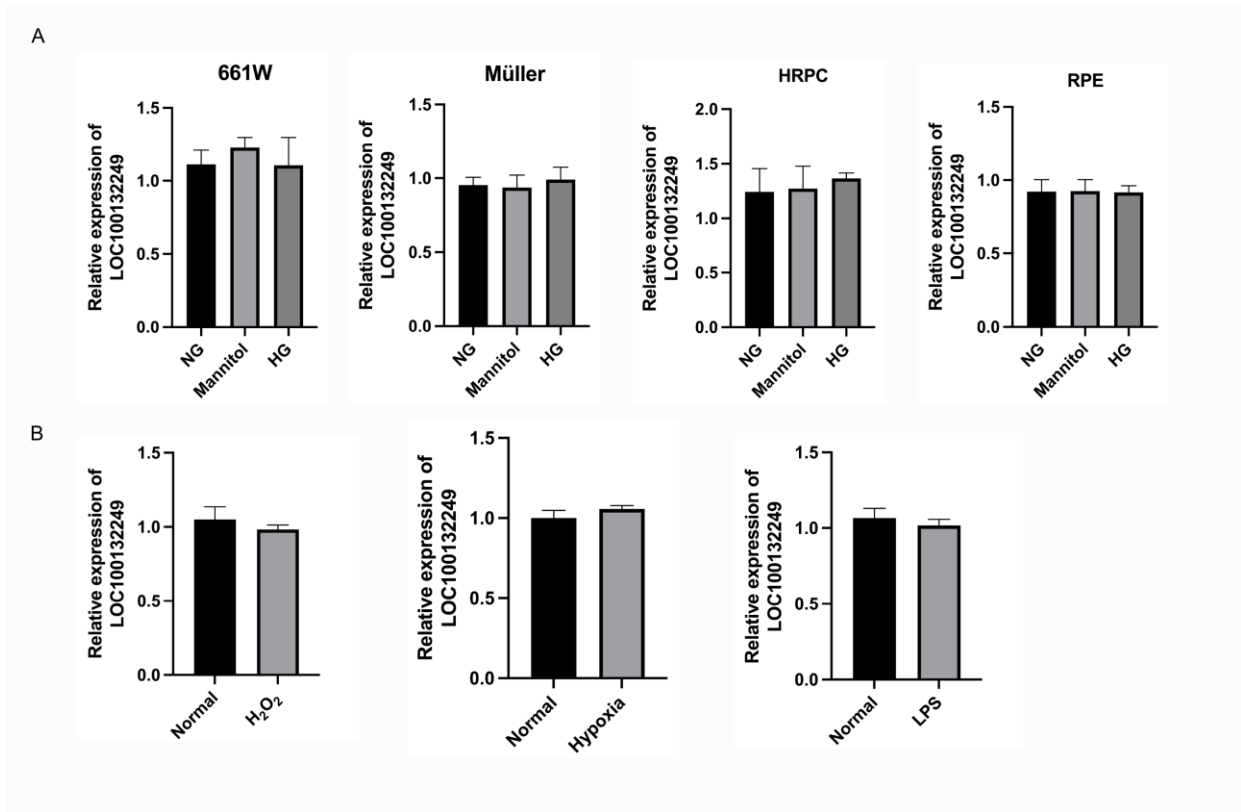 A
661W
Relative expression of
LOC100132249
1.5
1.0
0.5
0.0
NG
Mannitol
HG
Müller
Relative expression of
LOC100132249
1.5
1.0
0.5
0.0
NG
Mannitol
HG
HRPC
Relative expression of
LOC100132249
2.0
1.5
1.0
0.5
0.0
NG
Mannitol
HG
RPE
Relative expression of
LOC100132249
1.5
1.0
0.5
0.0
NG
Mannitol
HG
B
Relative expression of
LOC100132249
1.5
1.0
0.5
0.0
Normal
H₂O₂
Relative expression of
LOC100132249
1.5
1.0
0.5
0.0
Normal
Hypoxia
Relative expression of
LOC100132249
1.5
1.0
0.5
0.0
Normal
LPS